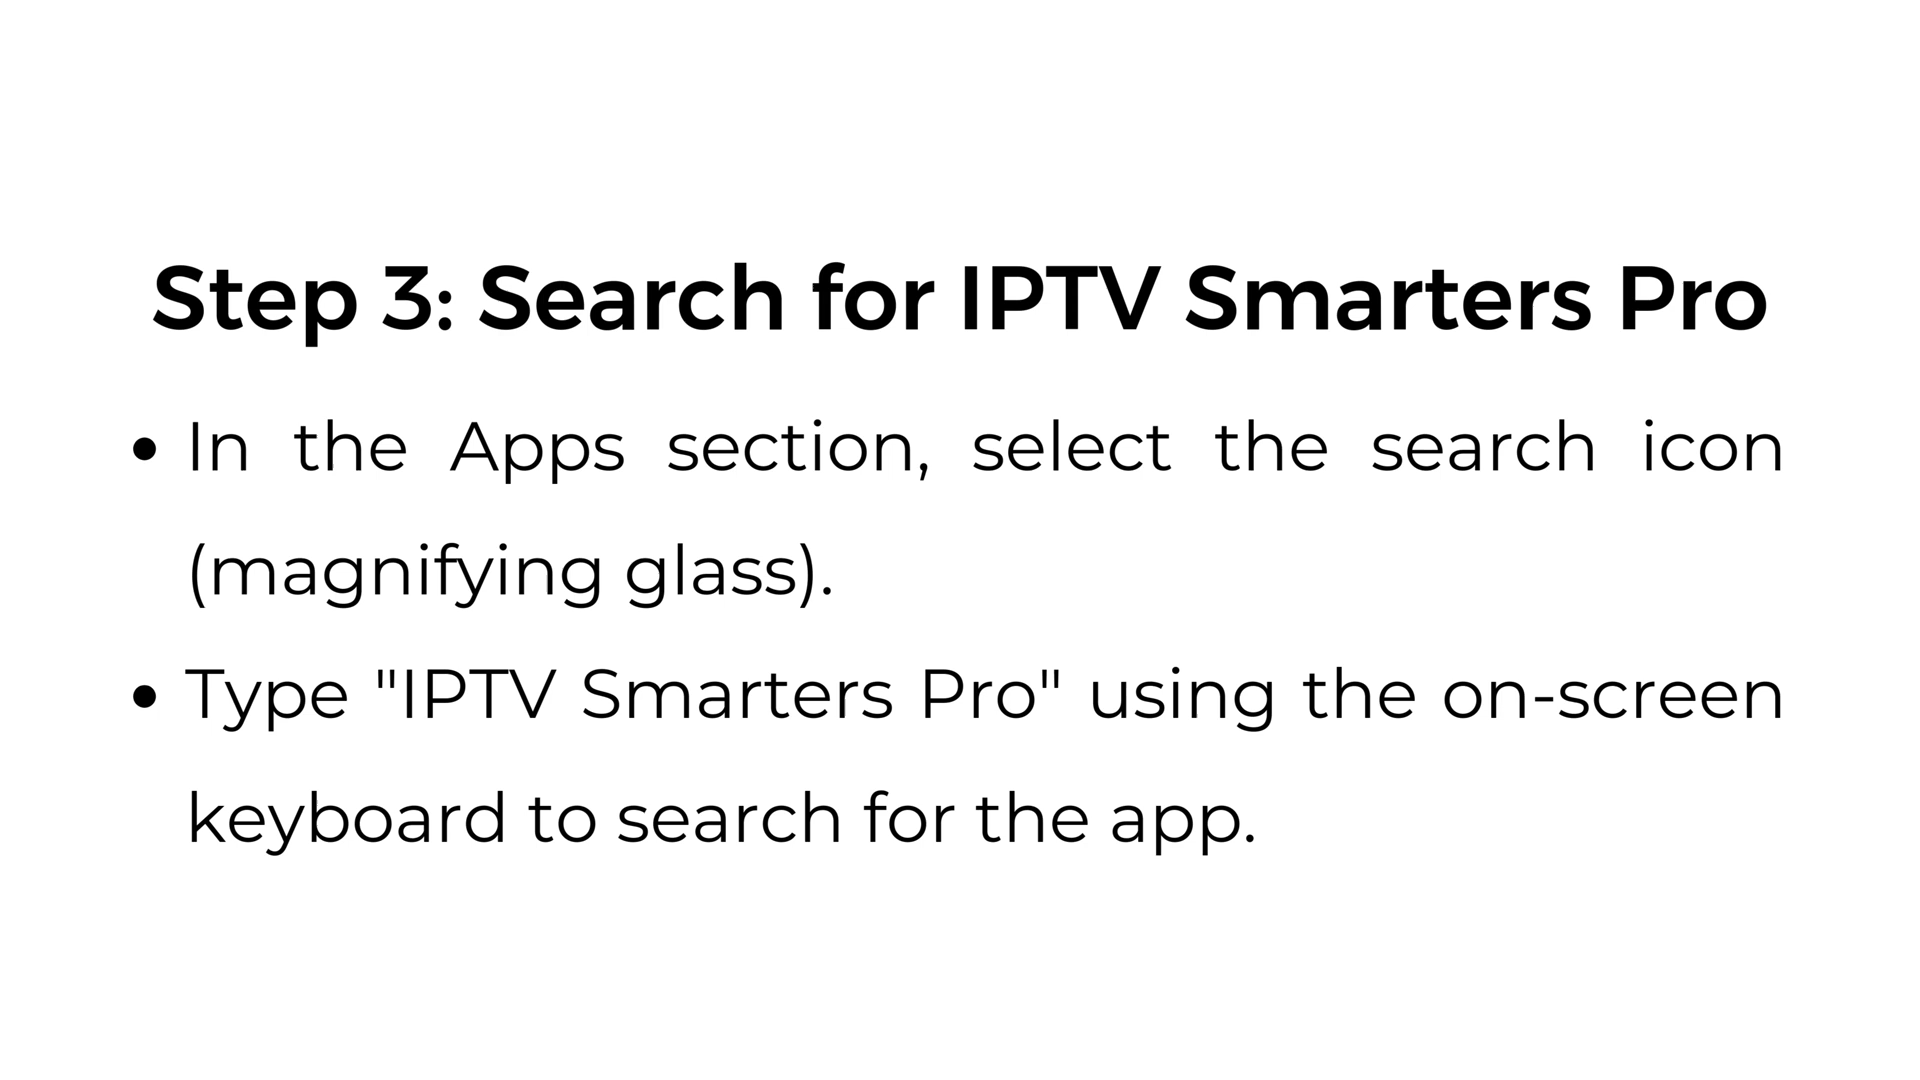 Step 3: Search for IPTV Smarters Pro
• In the Apps section, select the search icon
(magnifying glass).
• Type "IPTV Smarters Pro" using the on-screen
keyboard to search for the app.